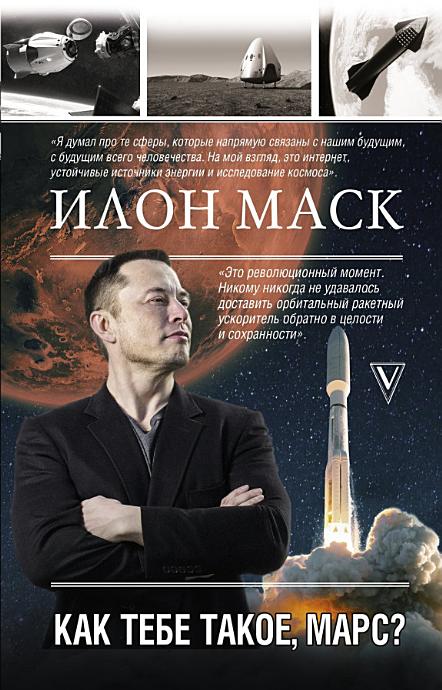 «Я думал про те сферы, которые напрямую связаны с нашим будущим,
с будущим всего человечества. На мой взгляд, это интернет,
устойчивые источники энергии и исследование космоса».
ИЛОН МАСК
«Это революционный момент.
Никому никогда не удавалось
доставить орбитальный ракетный
ускоритель обратно в целости
и сохранности».
V
КАК ТЕБЕ ТАКОЕ, МАРС?